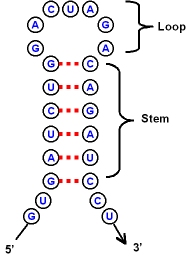 C U
A A
G G
G A
Loop
G C
U A
C G
Stem
U A
A U
G C
U C
G U
5' 3'